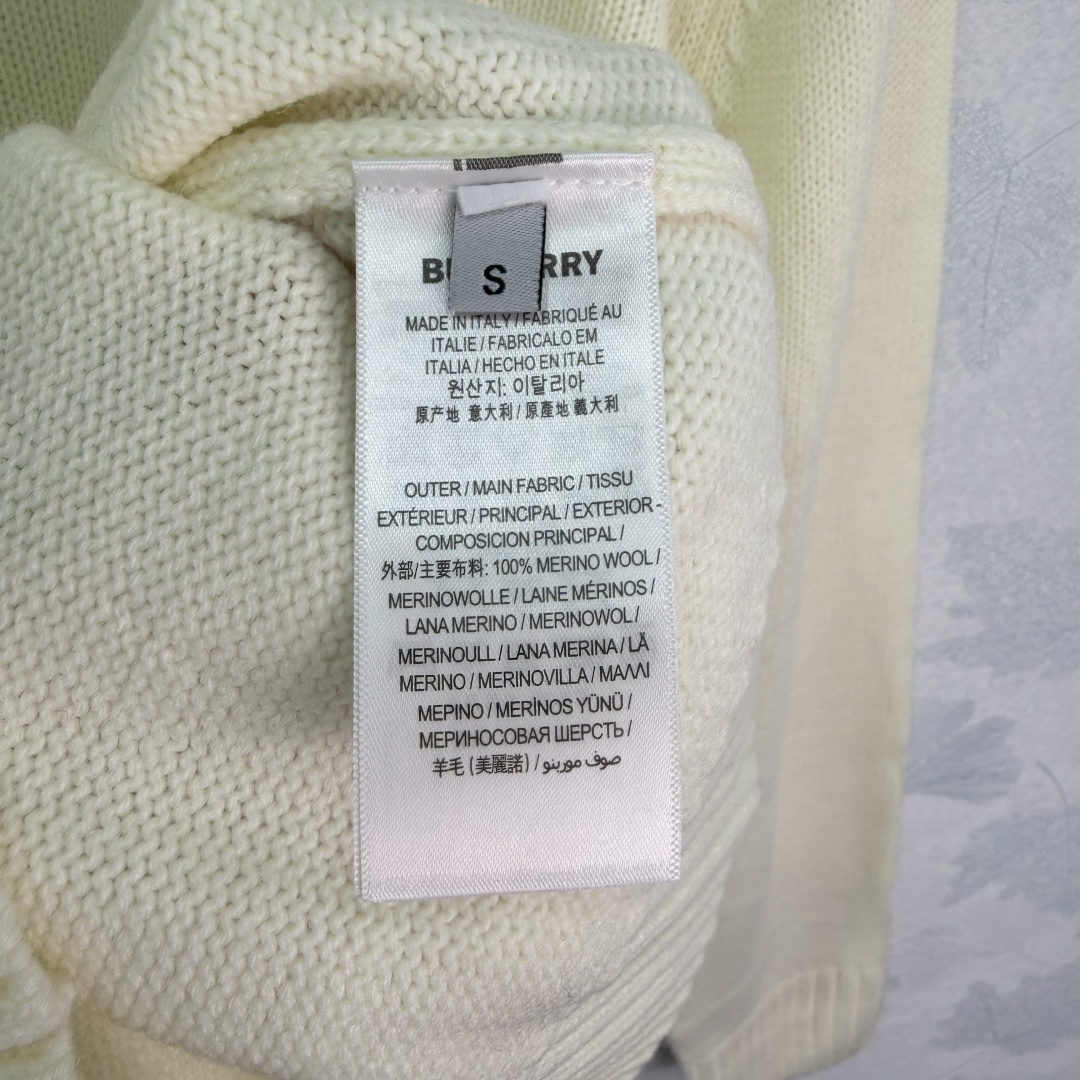 BU RRY
S
MADE IN ITALY / FABRIQUÉ AU
ITALIE / FABRICALO EM
ITALIA / HECHO EN ITALE
원산지: 이탈리아
原产地 意大利 / 原產地 義大利
OUTER / MAIN FABRIC / TISSU
EXTÉRIEUR / PRINCIPAL / EXTERIOR -
COMPOSICION PRINCIPAL /
外部/主要布料: 100% MERINO WOOL /
MERINOWOLLE / LAINE MÉRINOS /
LANA MERINO / MERINOWOL /
MERINOULL / LANA MERINA / LÄ
MERINO / MERINOVILLA / ΜΑΛΛΙ
ΜΕΡΙΝΟ / MERİNOS YÜNÜ /
МЕРИНОСОВАЯ ШЕРСТЬ /
羊毛 (美麗諾) / صوف مورينو